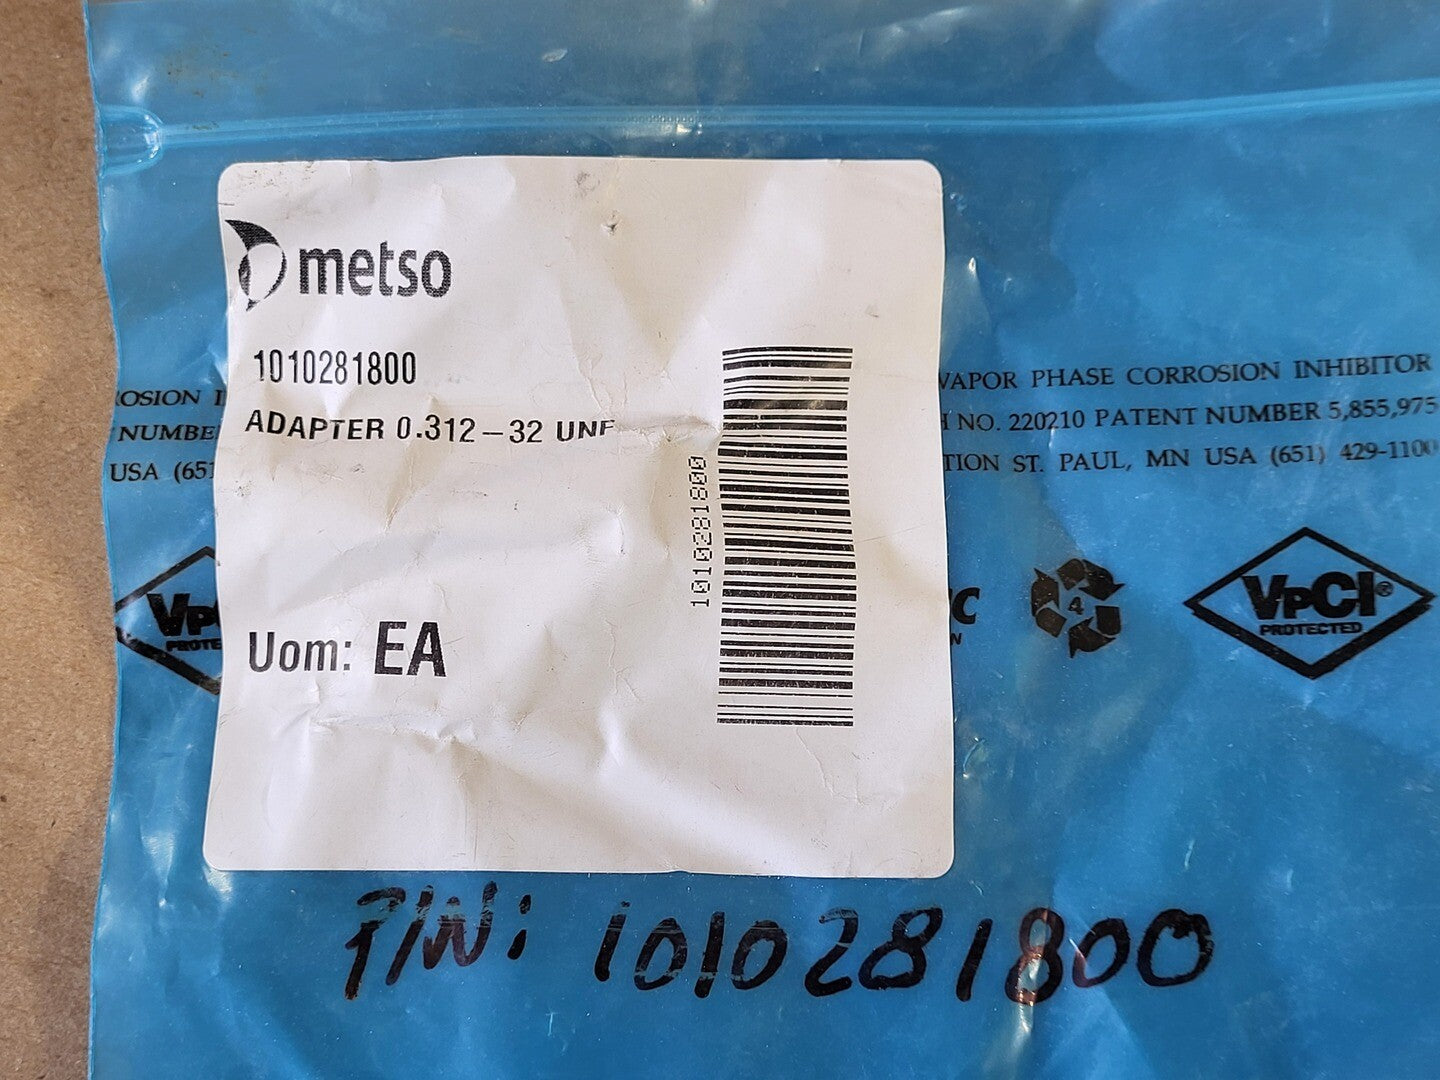 metso
1010281800
ADAPTER 0.312-32 UNF
1010281800
Uom: EA
VAPOR PHASE CORROSION INHIBITOR
NO. 220210 PATENT NUMBER 5,855,975
ST. PAUL, MN USA (651) 429-1100
USA (651
4
VpCI®
PROTECTED
P/N: 1010281800